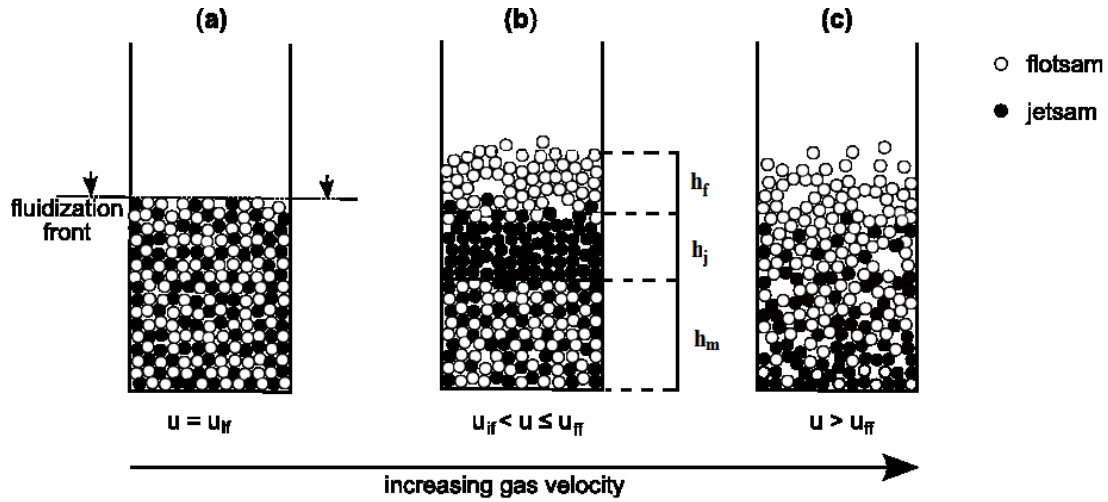 (a)
(b)
(c)
flotsam
jetsam
fluidization
front
h_f
h_j
h_m
u = u_if
u_if < u ≤ u_ff
u > u_ff
increasing gas velocity